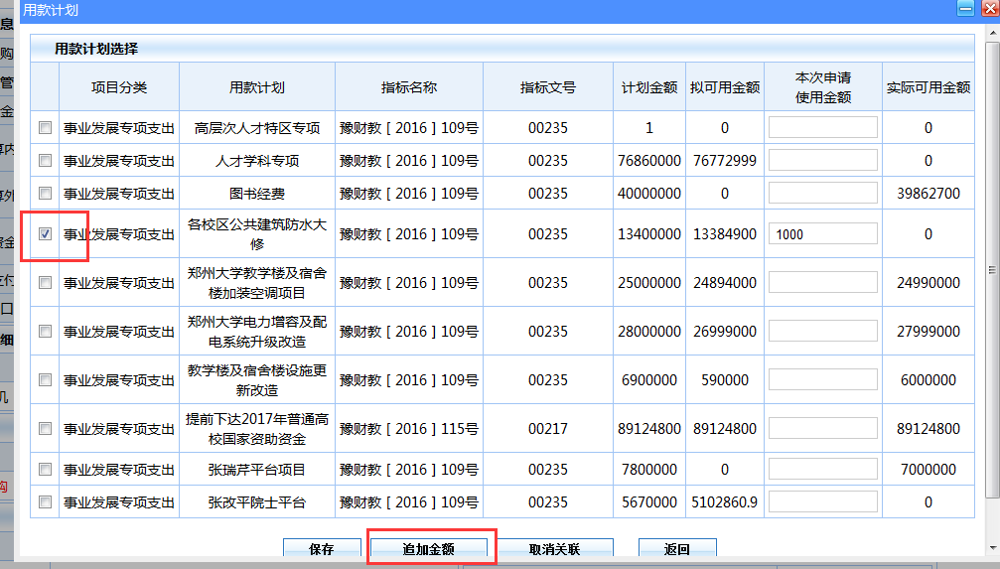 用款计划
用款计划选择
项目分类 用款计划 指标名称 指标文号 计划金额 拟可用金额 本次申请 实际可用金额
使用金额
事业发展专项支出 高层次人才特区专项 豫财教 [ 2016 ] 109号 00235 1 0 0
事业发展专项支出 人才学科专项 豫财教 [ 2016 ] 109号 00235 76860000 76772999 0
事业发展专项支出 图书经费 豫财教 [ 2016 ] 109号 00235 40000000 0 39862700
事业发展专项支出 各校区公共建筑防水大 豫财教 [ 2016 ] 109号 00235 13400000 13384900 1000 0
修
事业发展专项支出 郑州大学教学楼及宿舍 豫财教 [ 2016 ] 109号 00235 25000000 24894000 24990000
楼加装空调项目
事业发展专项支出 郑州大学电力增容及配 豫财教 [ 2016 ] 109号 00235 28000000 26999000 27999000
电系统升级改造
事业发展专项支出 教学楼及宿舍楼设施更 豫财教 [ 2016 ] 109号 00235 6900000 590000 6000000
新改造
事业发展专项支出 提前下达2017年普通高 豫财教 [ 2016 ] 115号 00217 89124800 89124800 89124800
校国家资助资金
事业发展专项支出 张瑞芹平台项目 豫财教 [ 2016 ] 109号 00235 7800000 0 7000000
事业发展专项支出 张改平院士平台 豫财教 [ 2016 ] 109号 00235 5670000 5102860.9 0
保存 追加金额 取消关联 返回
息
购
管
金
口
细